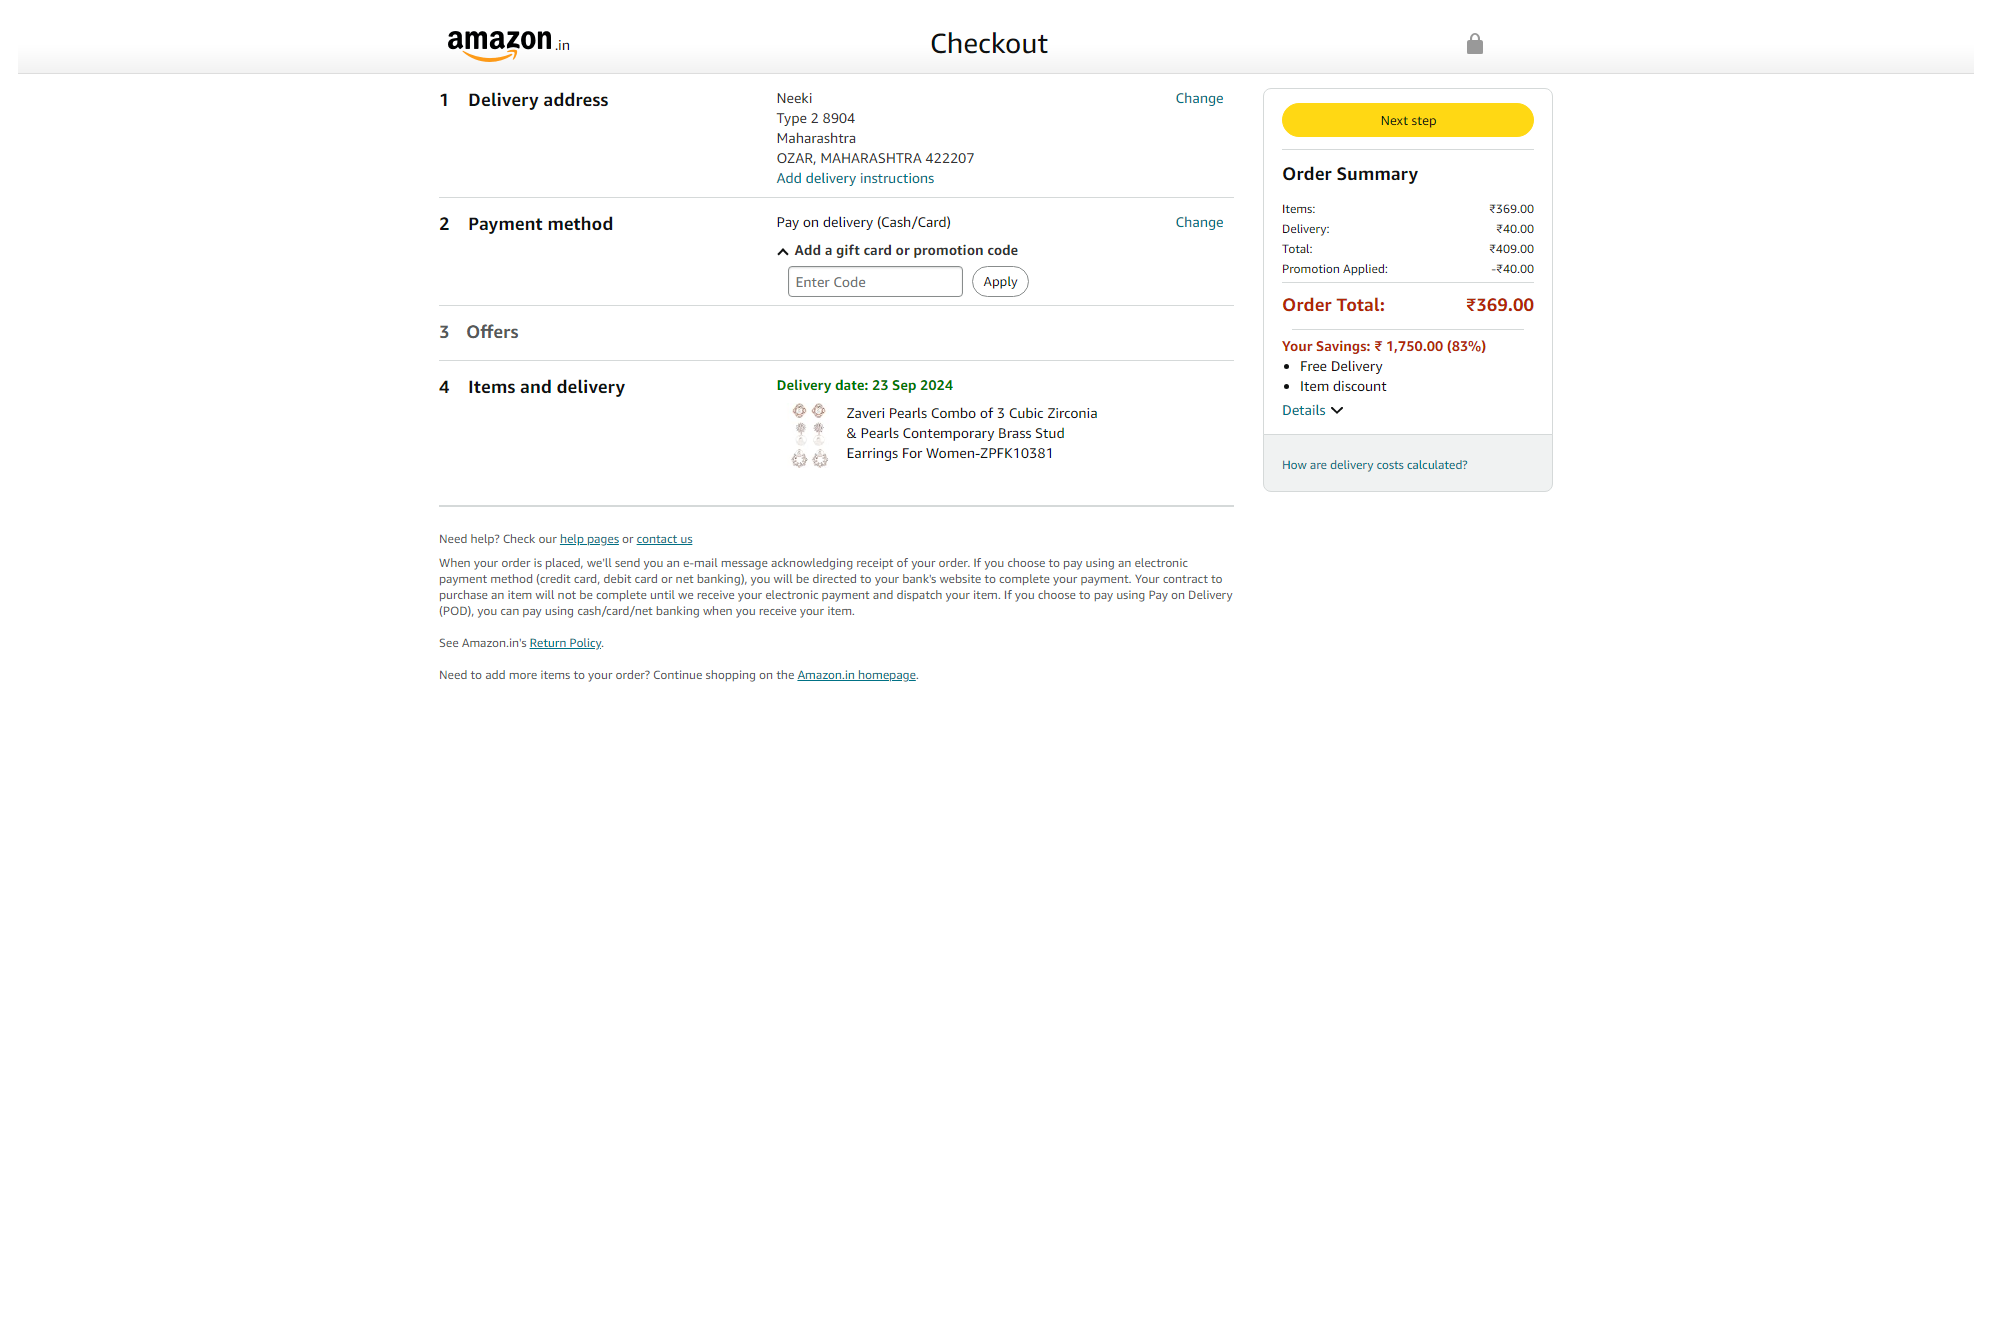 amazon.in
Checkout
1 Delivery address
Neeki
Type 2 8904
Maharashtra
OZAR, MAHARASHTRA 422207
Add delivery instructions
Change
2 Payment method
Pay on delivery (Cash/Card)
Change
Add a gift card or promotion code
Enter Code
Apply
3 Offers
4 Items and delivery
Delivery date: 23 Sep 2024
Zaveri Pearls Combo of 3 Cubic Zirconia
& Pearls Contemporary Brass Stud
Earrings For Women-ZPFK10381
Need help? Check our help pages or contact us
When your order is placed, we'll send you an e-mail message acknowledging receipt of your order. If you choose to pay using an electronic
payment method (credit card, debit card or net banking), you will be directed to your bank's website to complete your payment. Your contract to
purchase an item will not be complete until we receive your electronic payment and dispatch your item. If you choose to pay using Pay on Delivery
(POD), you can pay using cash/card/net banking when you receive your item.
See Amazon.in's Return Policy.
Need to add more items to your order? Continue shopping on the Amazon.in homepage.
Next step
Order Summary
Items: ₹369.00
Delivery: ₹40.00
Total: ₹409.00
Promotion Applied: -₹40.00
Order Total: ₹369.00
Your Savings: ₹ 1,750.00 (83%)
• Free Delivery
• Item discount
Details
How are delivery costs calculated?